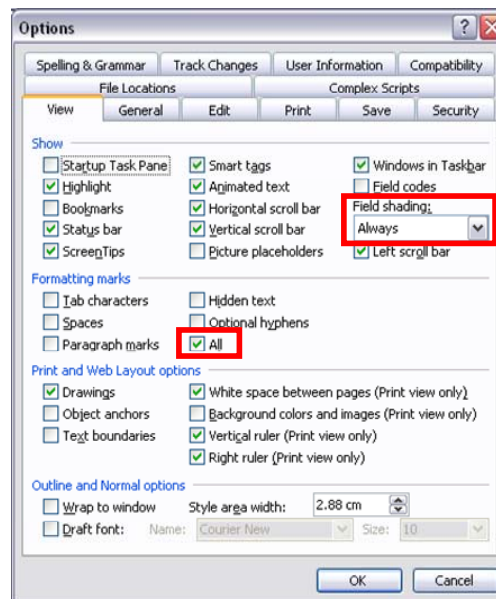 Options
Spelling & Grammar Track Changes User Information Compatibility
File Locations Complex Scripts
View General Edit Print Save Security
Show
Startup Task Pane Smart tags Windows in Taskbar
Highlight Animated text Field codes
Bookmarks Horizontal scroll bar Field shading:
Status bar Vertical scroll bar Always
ScreenTips Picture placeholders Left scroll bar
Formatting marks
Tab characters Hidden text
Spaces Optional hyphens
Paragraph marks All
Print and Web Layout options
Drawings White space between pages (Print view only)
Object anchors Background colors and images (Print view only)
Text boundaries Vertical ruler (Print view only)
Right ruler (Print view only)
Outline and Normal options
Wrap to window Style area width: 2.88 cm
Draft font: Name: Courier New Size: 10
OK Cancel